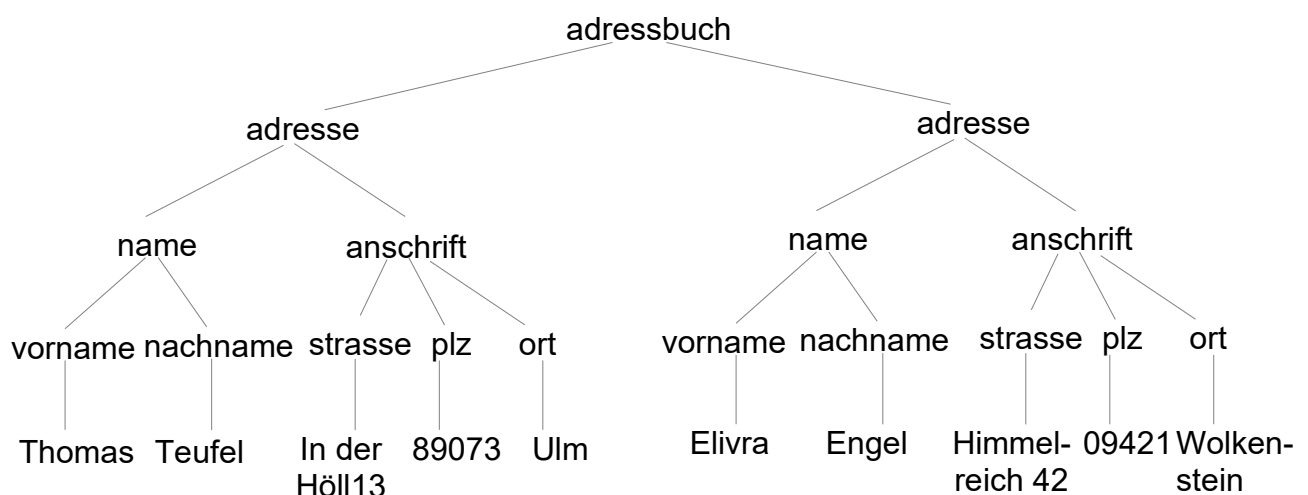 adressbuch
adresse adresse
name anschrift name anschrift
vorname nachname strasse plz ort vorname nachname strasse plz ort
Thomas Teufel In der 89073 Ulm Elivra Engel Himmel- 09421 Wolken-
Höll13 reich 42 stein